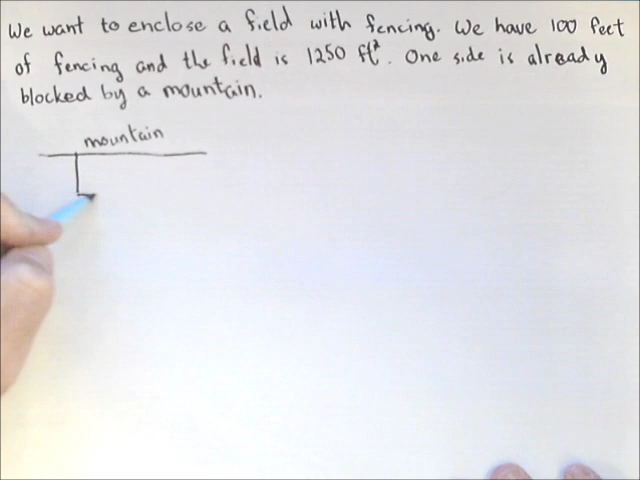 We want to enclose a field with fencing. We have 100 feet
of fencing and the field is 1250 ft². One side is already
blocked by a mountain.
mountain